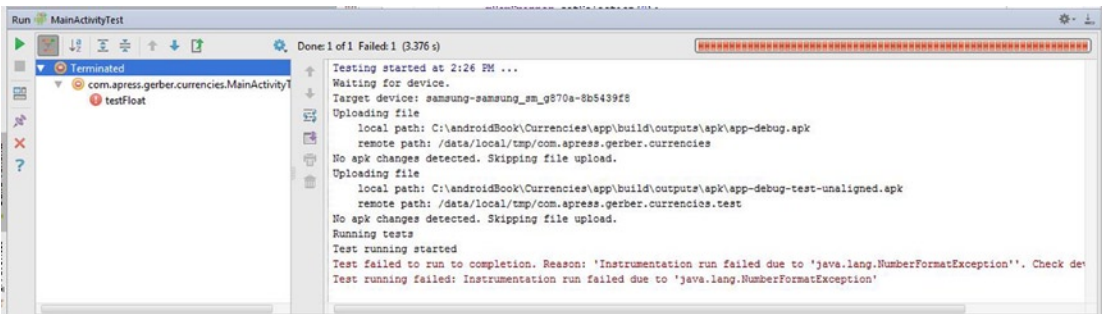 Run MainActivityTest
Done: 1 of 1 Failed: 1 (3.376 s)
Terminated
com.apress.gerber.currencies.MainActivityT
testFloat
Testing started at 2:26 PM ...
Waiting for device.
Target device: samsung-samsung_sm_g870a-8b5439f8
Uploading file
local path: C:\androidBook\Currencies\app\build\outputs\apk\app-debug.apk
remote path: /data/local/tmp/com.apress.gerber.currencies
No apk changes detected. Skipping file upload.
Uploading file
local path: C:\androidBook\Currencies\app\build\outputs\apk\app-debug-test-unaligned.apk
remote path: /data/local/tmp/com.apress.gerber.currencies.test
No apk changes detected. Skipping file upload.
Running tests
Test running started
Test failed to run to completion. Reason: 'Instrumentation run failed due to 'java.lang.NumberFormatException''. Check dev
Test running failed: Instrumentation run failed due to 'java.lang.NumberFormatException'